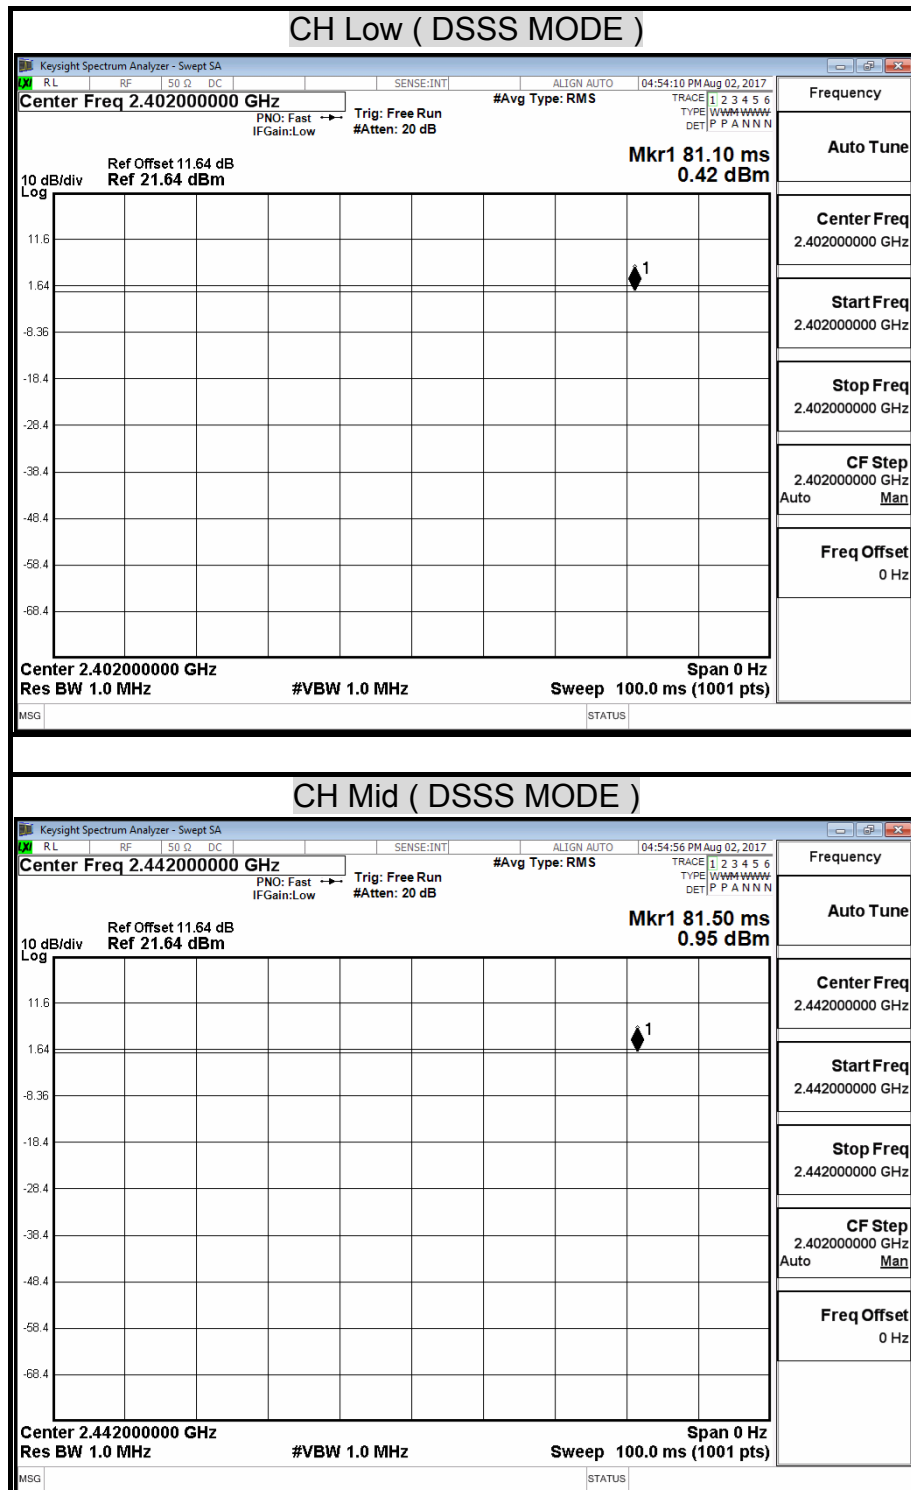 CH Low ( DSSS MODE )
Keysight Spectrum Analyzer - Swept SA
LXI RL RF 50 Ω DC SENSE:INT ALIGN AUTO 04:54:10 PM Aug 02, 2017
Center Freq 2.402000000 GHz
#Avg Type: RMS
TRACE 1 2 3 4 5 6
PNO: Fast Trig: Free Run
TYPE WWMWWWW
IFGain:Low #Atten: 20 dB
DET P P A N N N
Frequency
Mkr1 81.10 ms
Ref Offset 11.64 dB
10 dB/div Ref 21.64 dBm 0.42 dBm
Log
11.6
1.64
-8.36
-18.4
-28.4
-38.4
-48.4
-58.4
-68.4
1
Center 2.402000000 GHz Span 0 Hz
Res BW 1.0 MHz #VBW 1.0 MHz Sweep 100.0 ms (1001 pts)
MSG STATUS
Auto Tune
Center Freq
2.402000000 GHz
Start Freq
2.402000000 GHz
Stop Freq
2.402000000 GHz
CF Step
2.402000000 GHz
Auto Man
Freq Offset
0 Hz
CH Mid ( DSSS MODE )
Keysight Spectrum Analyzer - Swept SA
LXI RL RF 50 Ω DC SENSE:INT ALIGN AUTO 04:54:56 PM Aug 02, 2017
Center Freq 2.442000000 GHz
#Avg Type: RMS
TRACE 1 2 3 4 5 6
PNO: Fast Trig: Free Run
TYPE WWMWWWW
IFGain:Low #Atten: 20 dB
DET P P A N N N
Frequency
Mkr1 81.50 ms
Ref Offset 11.64 dB
10 dB/div Ref 21.64 dBm 0.95 dBm
Log
11.6
1.64
-8.36
-18.4
-28.4
-38.4
-48.4
-58.4
-68.4
1
Center 2.442000000 GHz Span 0 Hz
Res BW 1.0 MHz #VBW 1.0 MHz Sweep 100.0 ms (1001 pts)
MSG STATUS
Auto Tune
Center Freq
2.442000000 GHz
Start Freq
2.442000000 GHz
Stop Freq
2.442000000 GHz
CF Step
2.402000000 GHz
Auto Man
Freq Offset
0 Hz